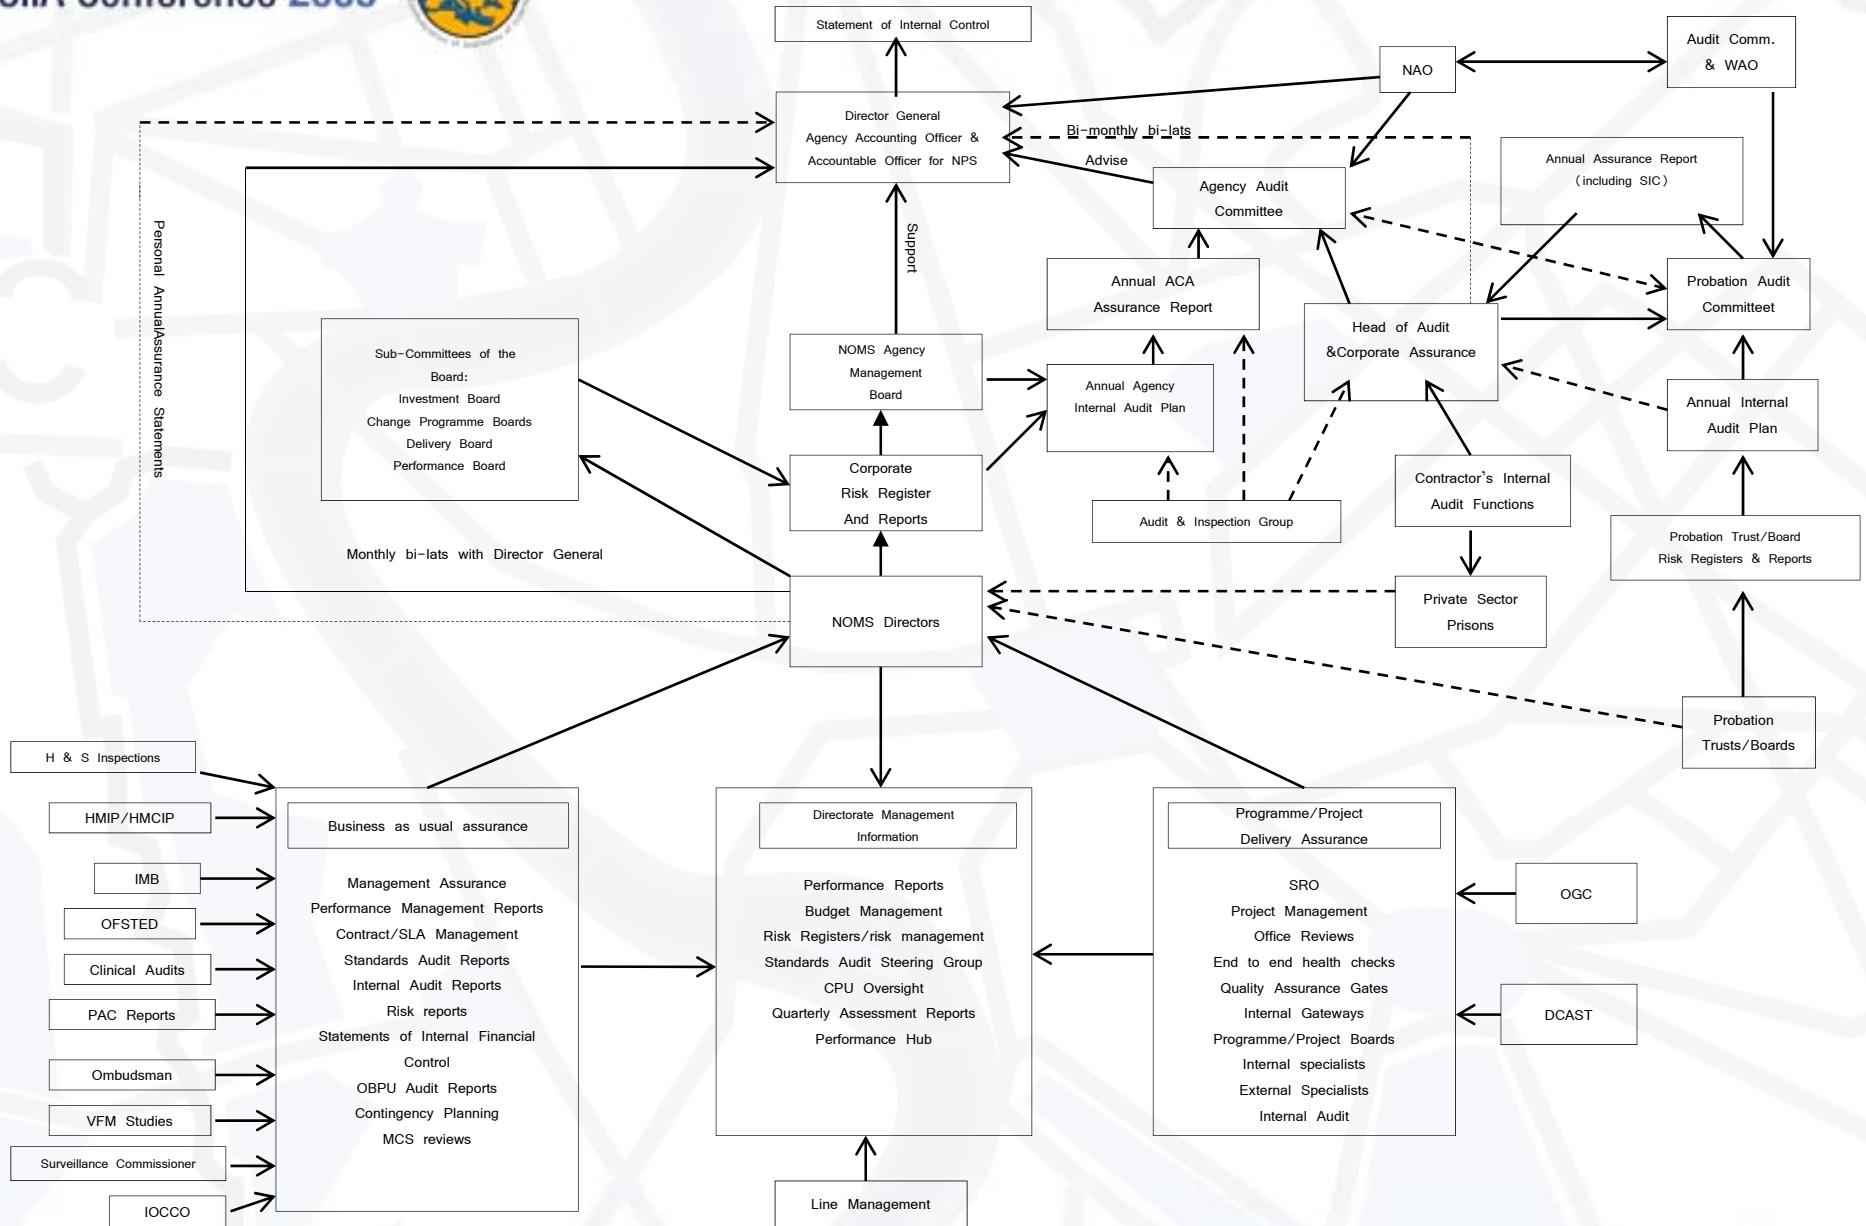 Conference
Statement of Internal Control
NAO
Audit Comm.
& WAO
Director General
Agency Accounting Officer &
Accountable Officer for NPS
Bi-monthly bi-lats
Advise
Agency Audit
Committee
Annual Assurance Report
(including SIC)
Personal AnnualAssurance Statements
Support
Annual ACA
Assurance Report
Head of Audit
&Corporate Assurance
Probation Audit
Committeet
Sub-Committees of the
Board:
Investment Board
Change Programme Boards
Delivery Board
Performance Board
NOMS Agency
Management
Board
Annual Agency
Internal Audit Plan
Annual Internal
Audit Plan
Corporate
Risk Register
And Reports
Audit & Inspection Group
Contractor's Internal
Audit Functions
Probation Trust/Board
Risk Registers & Reports
Monthly bi-lats with Director General
NOMS Directors
Private Sector
Prisons
Probation
Trusts/Boards
H & S Inspections
HMIP/HMCIP
IMB
OFSTED
Clinical Audits
PAC Reports
Ombudsman
VFM Studies
Surveillance Commissioner
IOCCO
Business as usual assurance
Management Assurance
Performance Management Reports
Contract/SLA Management
Standards Audit Reports
Internal Audit Reports
Risk reports
Statements of Internal Financial
Control
OBPU Audit Reports
Contingency Planning
MCS reviews
Directorate Management
Information
Performance Reports
Budget Management
Risk Registers/risk management
Standards Audit Steering Group
CPU Oversight
Quarterly Assessment Reports
Performance Hub
Line Management
Programme/Project
Delivery Assurance
SRO
Project Management
Office Reviews
End to end health checks
Quality Assurance Gates
Internal Gateways
Programme/Project Boards
Internal specialists
External Specialists
Internal Audit
OGC
DCAST